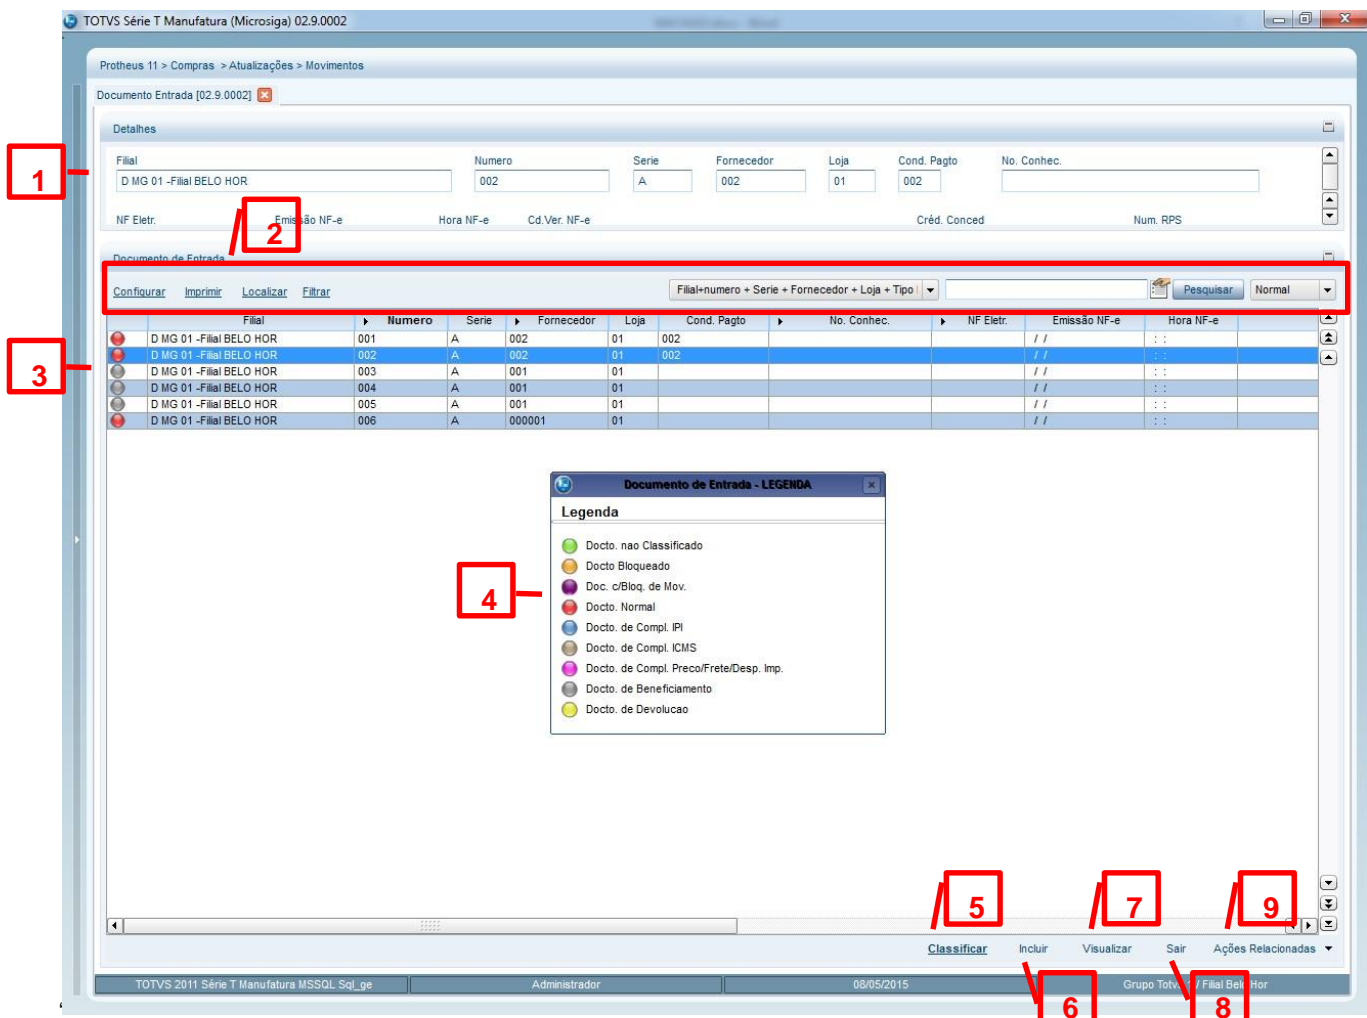 TOTVS Série T Manufatura (Microsiga) 02.9.0002
Protheus 11 > Compras > Atualizações > Movimentos
Documento Entrada [02.9.0002]
Detalhes
1
Filial Numero Serie Fornecedor Loja Cond. Pagto No. Conhec.
D MG 01 -Filial BELO HOR 002 A 002 01 002
NF Eletr. Emissão NF-e Hora NF-e Cd.Ver. NF-e Créd. Conced Num. RPS
2
Documento de Entrada
Configurar Imprimir Localizar Filtrar Filial+numero + Serie + Fornecedor + Loja + Tipo Pesquisar Normal
Filial Numero Serie Fornecedor Loja Cond. Pagto No. Conhec. NF Eletr. Emissão NF-e Hora NF-e
D MG 01 -Filial BELO HOR 001 A 002 01 002 / / : :
D MG 01 -Filial BELO HOR 002 A 002 01 002 / / : :
3
D MG 01 -Filial BELO HOR 003 A 001 01 / / : :
D MG 01 -Filial BELO HOR 004 A 001 01 / / : :
D MG 01 -Filial BELO HOR 005 A 001 01 / / : :
D MG 01 -Filial BELO HOR 006 A 000001 01 / / : :
Documento de Entrada - LEGENDA
Legenda
Docto. nao Classificado
Docto Bloqueado
Doc. c/Bloq. de Mov.
4
Docto. Normal
Docto. de Compl. IPI
Docto. de Compl. ICMS
Docto. de Compl. Preco/Frete/Desp. Imp.
Docto. de Beneficiamento
Docto. de Devolucao
5 7 9
Classificar Incluir Visualizar Sair Ações Relacionadas
TOTVS 2011 Série T Manufatura MSSQL Sql_ge Administrador 08/05/2015 Grupo Totvs / Filial Belo Hor
6 8